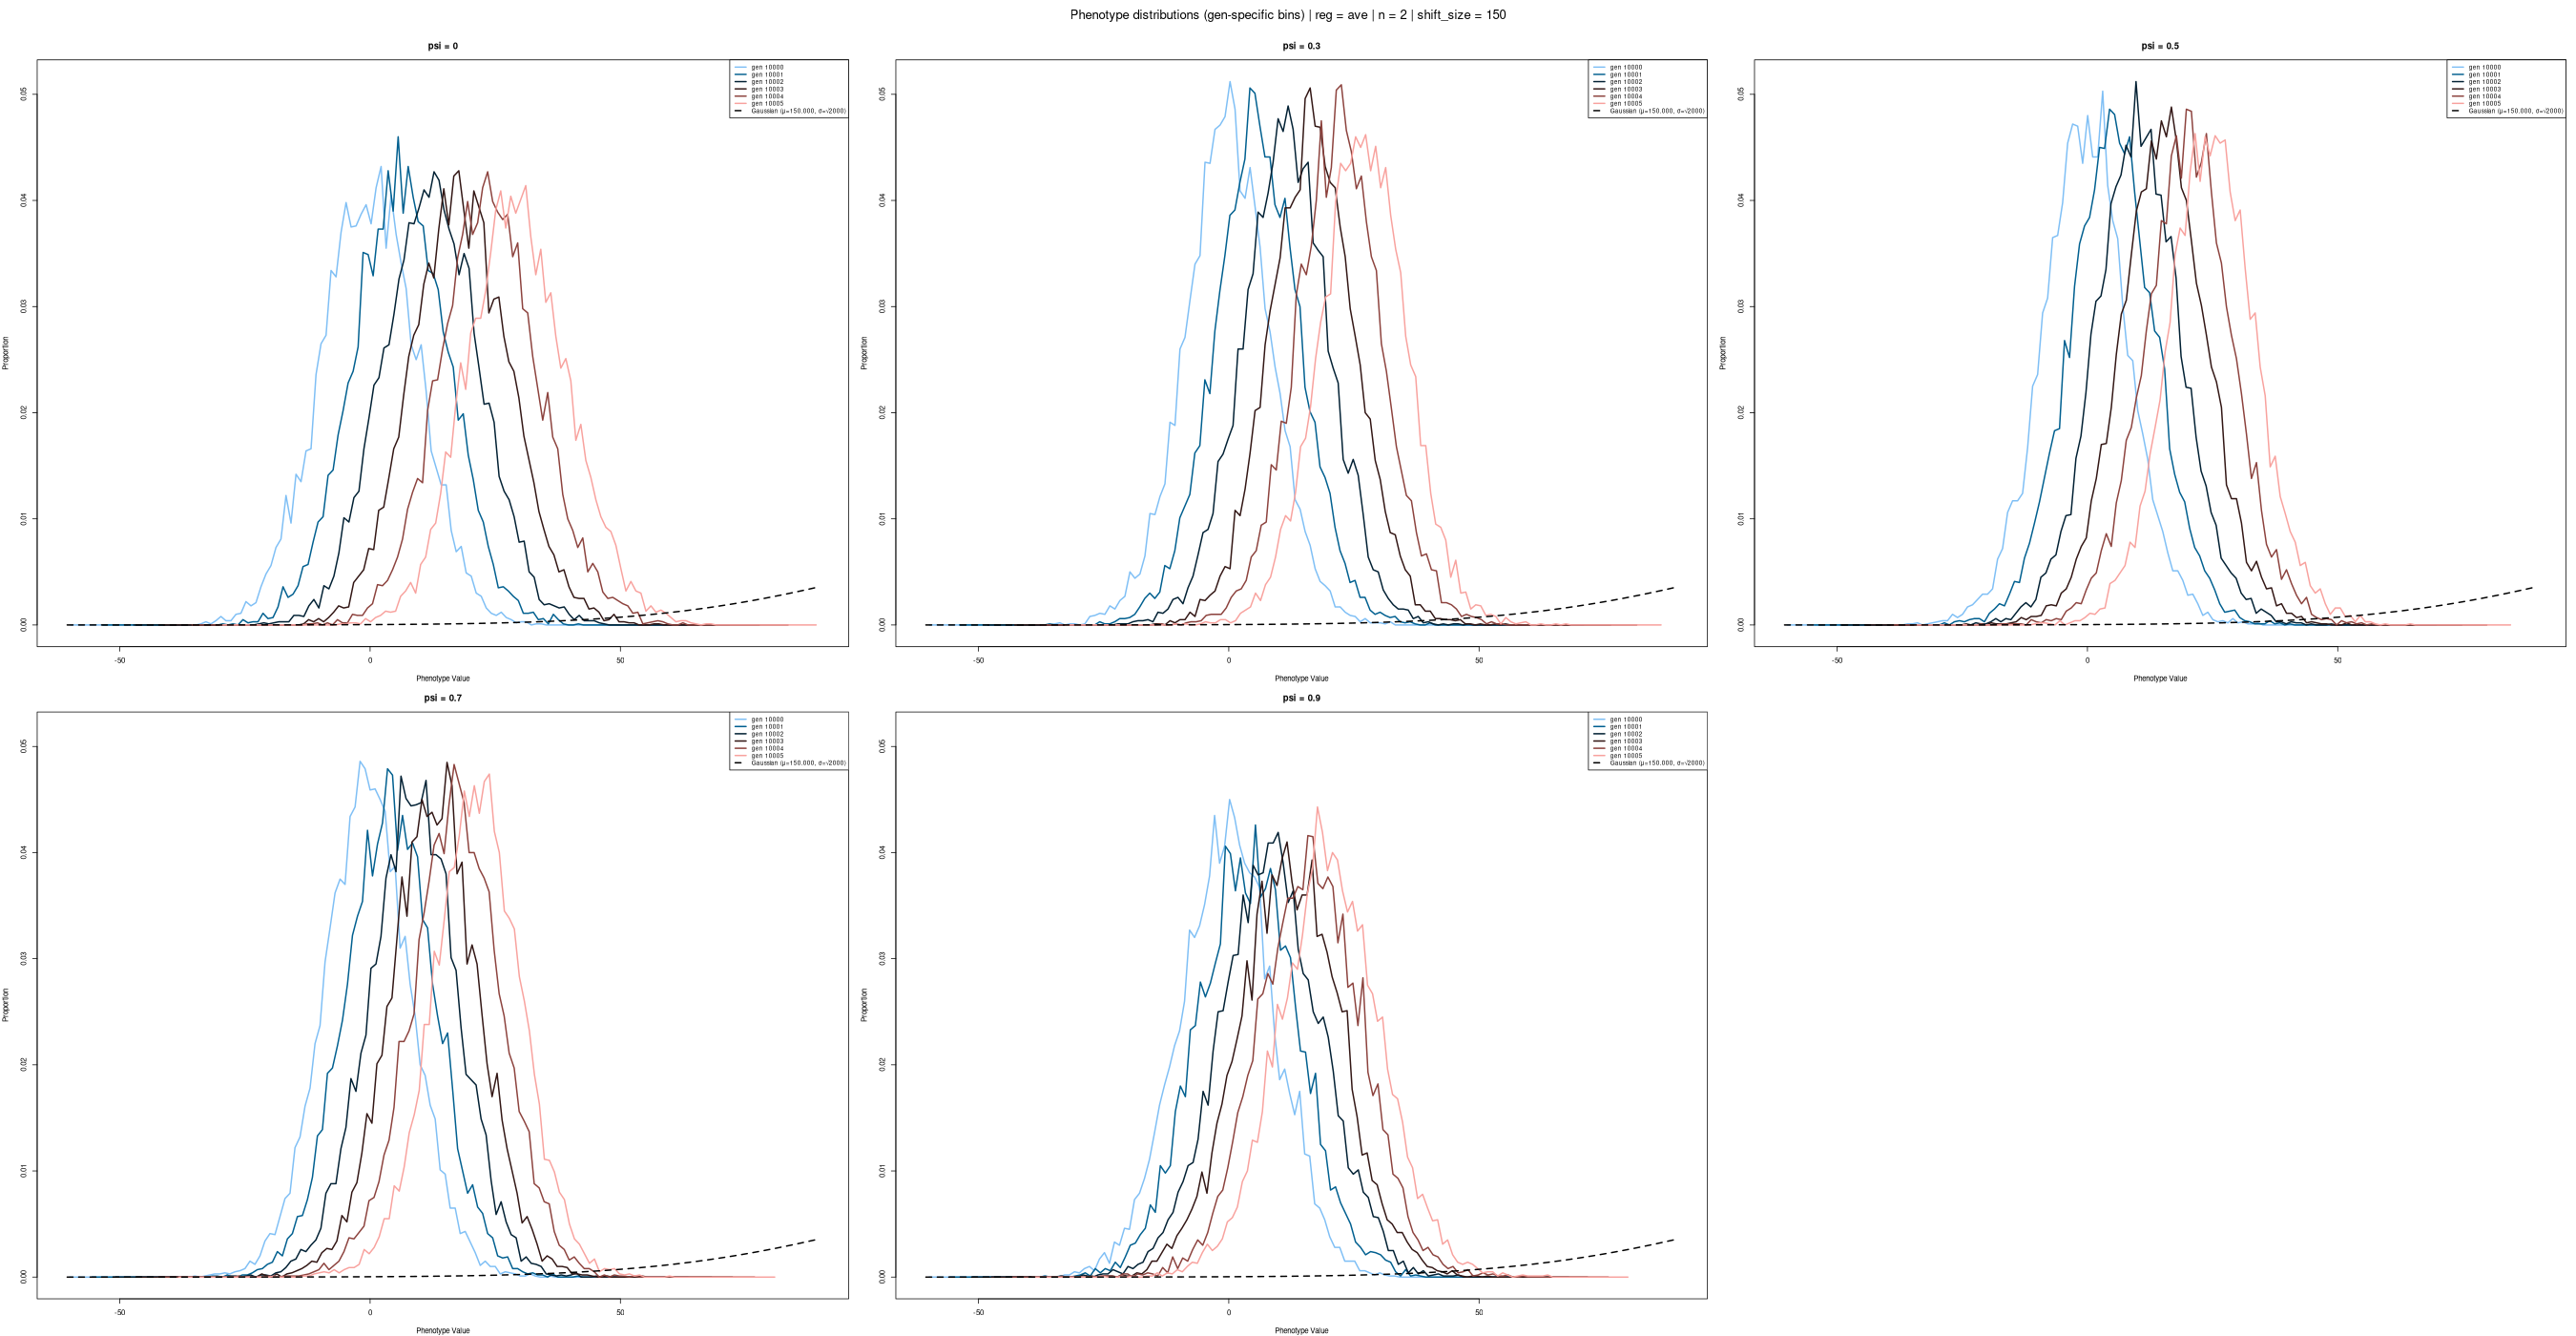 Phenotype distributions (gen-specific bins) | reg = ave | n = 2 | shift_size = 150
psi = 0
gen 10000
gen 10001
gen 10002
gen 10003
gen 10004
gen 10005
Gaussian (μ=150.000, σ=√2000)
0.05
0.04
0.03
0.02
0.01
0.00
Proportion
-50
0
50
Phenotype Value
psi = 0.3
gen 10000
gen 10001
gen 10002
gen 10003
gen 10004
gen 10005
Gaussian (μ=150.000, σ=√2000)
0.05
0.04
0.03
0.02
0.01
0.00
Proportion
-50
0
50
Phenotype Value
psi = 0.5
gen 10000
gen 10001
gen 10002
gen 10003
gen 10004
gen 10005
Gaussian (μ=150.000, σ=√2000)
0.05
0.04
0.03
0.02
0.01
0.00
Proportion
-50
0
50
Phenotype Value
psi = 0.7
gen 10000
gen 10001
gen 10002
gen 10003
gen 10004
gen 10005
Gaussian (μ=150.000, σ=√2000)
0.05
0.04
0.03
0.02
0.01
0.00
Proportion
-50
0
50
Phenotype Value
psi = 0.9
gen 10000
gen 10001
gen 10002
gen 10003
gen 10004
gen 10005
Gaussian (μ=150.000, σ=√2000)
0.05
0.04
0.03
0.02
0.01
0.00
Proportion
-50
0
50
Phenotype Value